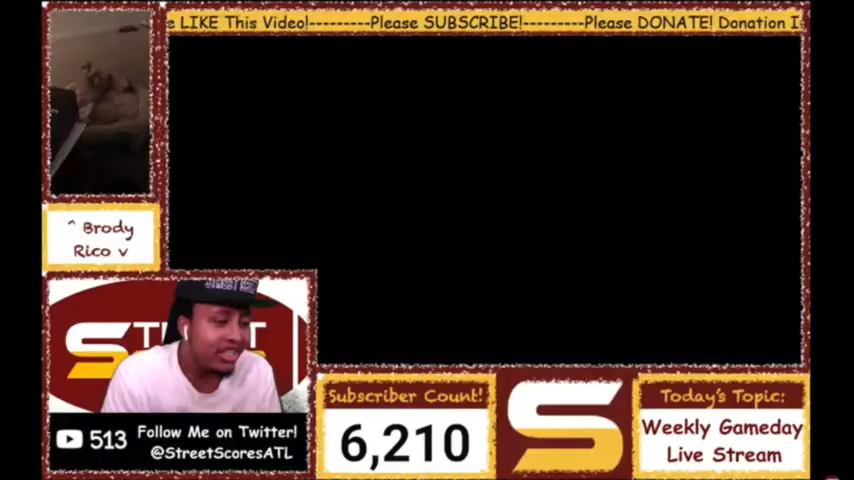 e LIKE This Video!---------Please SUBSCRIBE!---------Please DONATE! Donation I
^ Brody
Rico v
Subscriber Count!
6,210
Today's Topic:
Weekly Gameday
Live Stream
513
Follow Me on Twitter!
@StreetScoresATL